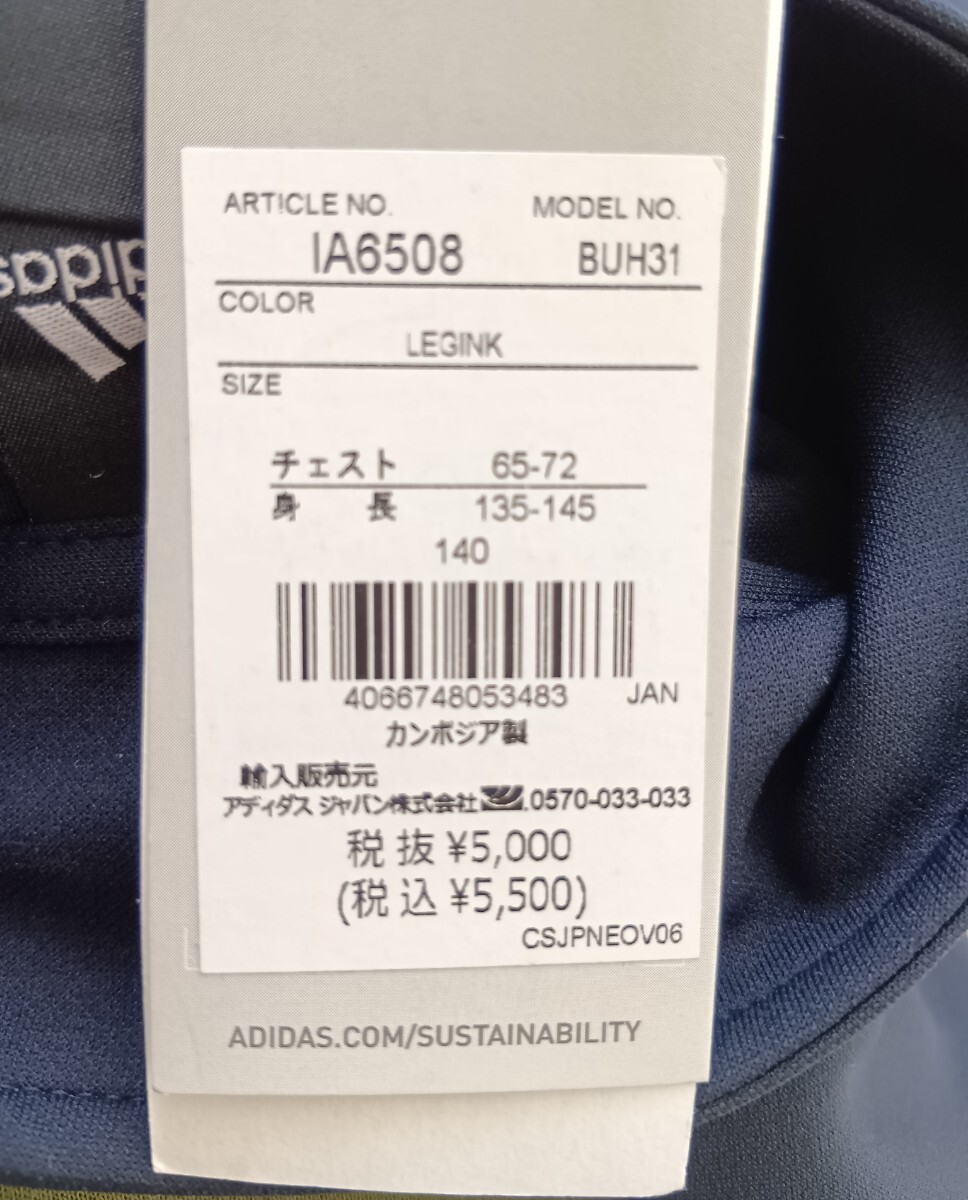 adidas
ARTICLE NO. MODEL NO.
IA6508 BUH31
COLOR
LEGINK
SIZE
チェスト 65-72
身長 135-145
140
4066748053483 JAN
カンボジア製
輸入販売元
アディダス ジャパン株式会社 0570-033-033
税抜 ¥5,000
(税込 ¥5,500)
CSJPNEOV06
ADIDAS.COM/SUSTAINABILITY